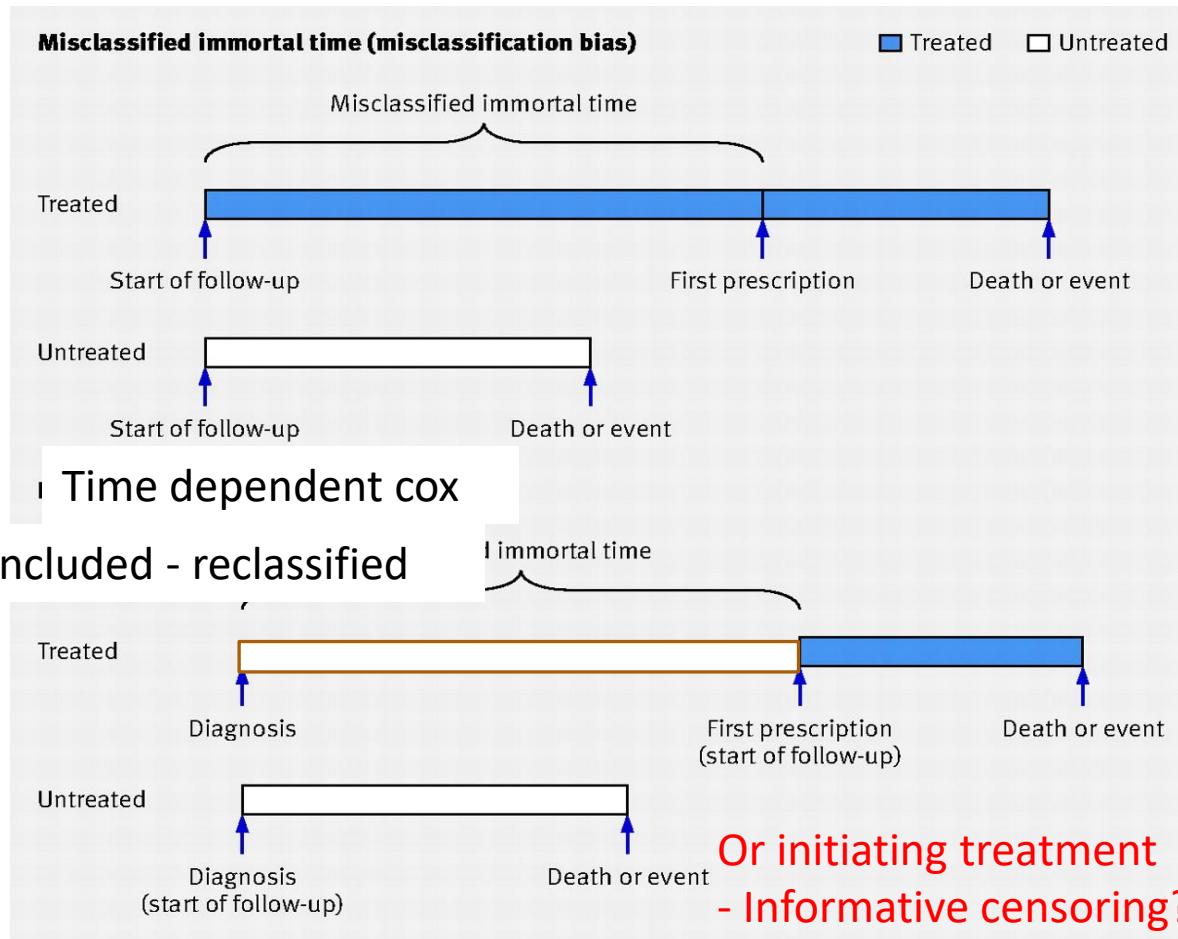 Misclassified immortal time (misclassification bias)
Treated
Untreated
Misclassified immortal time
Treated
Start of follow-up
First prescription
Death or event
Untreated
Start of follow-up
Death or event
Time dependent cox
ncluded - reclassified
immortal time
Treated
Diagnosis
First prescription
(start of follow-up)
Death or event
Untreated
Diagnosis
(start of follow-up)
Death or event
Or initiating treatment
- Informative censoring?